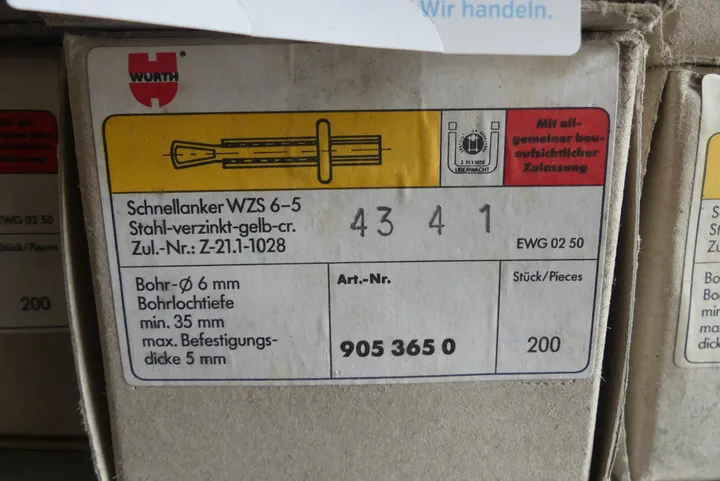 Wir handeln.
WÜRTH
Mit all-
gemeiner bau-
aufsichtlicher
Zulassung
Z 21.1 1028
ÜBERWACHT
Schnellanker WZS 6-5
Stahl-verzinkt-gelb-cr.
Zul.-Nr.: Z-21.1-1028
43 4 1
EWG 02 50
Bohr-Ø 6 mm
Bohrlochtiefe
min. 35 mm
max. Befestigungs-
dicke 5 mm
Art.-Nr.
905 365 0
Stück/Pieces
200
EWG 02 50
Stück/Pieces
200